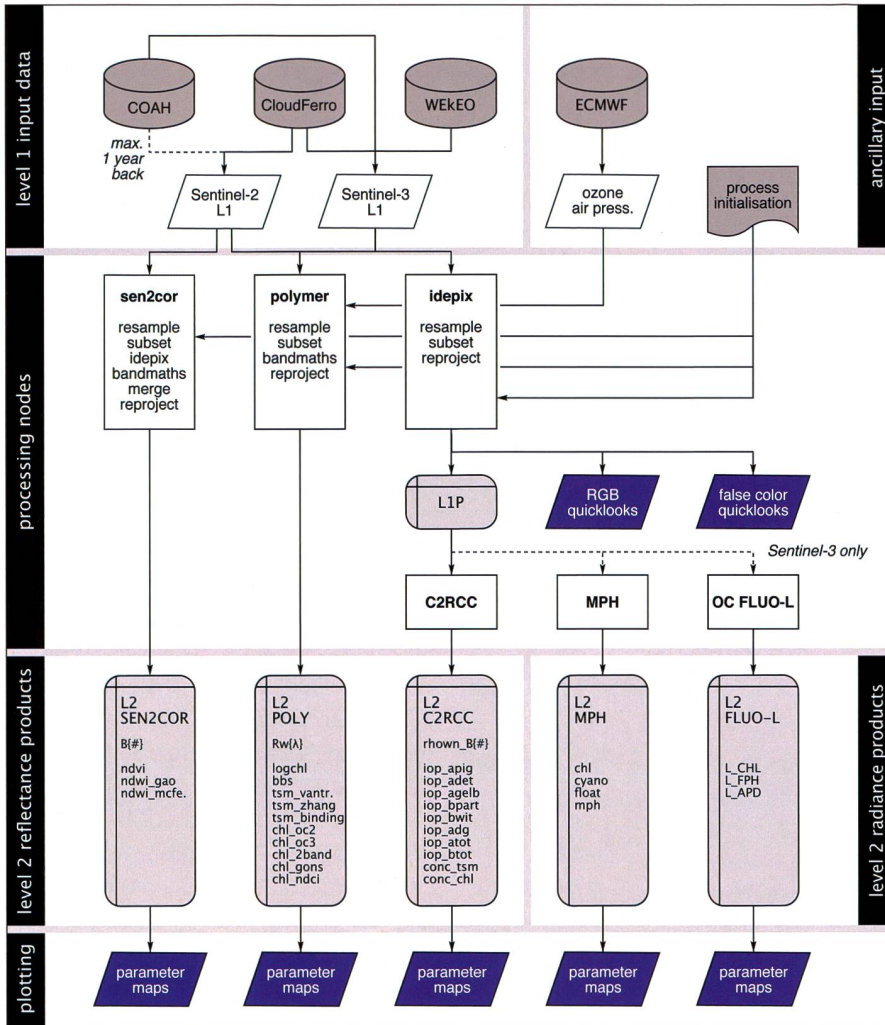 level 1 input data
ancillary input
COAH
CloudFerro
WEkEO
ECMWF
max.
1 year
back
Sentinel-2
L1
Sentinel-3
L1
ozone
air press.
process
initialisation
processing nodes
sen2cor
resample
subset
idepix
bandmaths
merge
reproject
polymer
resample
subset
bandmaths
reproject
idepix
resample
subset
reproject
L1P
RGB
quicklooks
false color
quicklooks
Sentinel-3 only
C2RCC
MPH
OC FLUO-L
level 2 reflectance products
level 2 radiance products
L2
SEN2COR
B{#}
ndvi
ndwi_gao
ndwi_mcfe.
L2
POLY
Rw{λ}
logchl
bbs
tsm_vantr.
tsm_zhang
tsm_binding
chl_oc2
chl_oc3
chl_2band
chl_gons
chl_ndci
L2
C2RCC
rhown_B{#}
iop_apig
iop_adet
iop_agelb
iop_bpart
iop_bwit
iop_adg
iop_atot
iop_btot
conc_tsm
conc_chl
L2
MPH
chl
cyano
float
mph
L2
FLUO-L
L_CHL
L_FPH
L_APD
plotting
parameter
maps
parameter
maps
parameter
maps
parameter
maps
parameter
maps